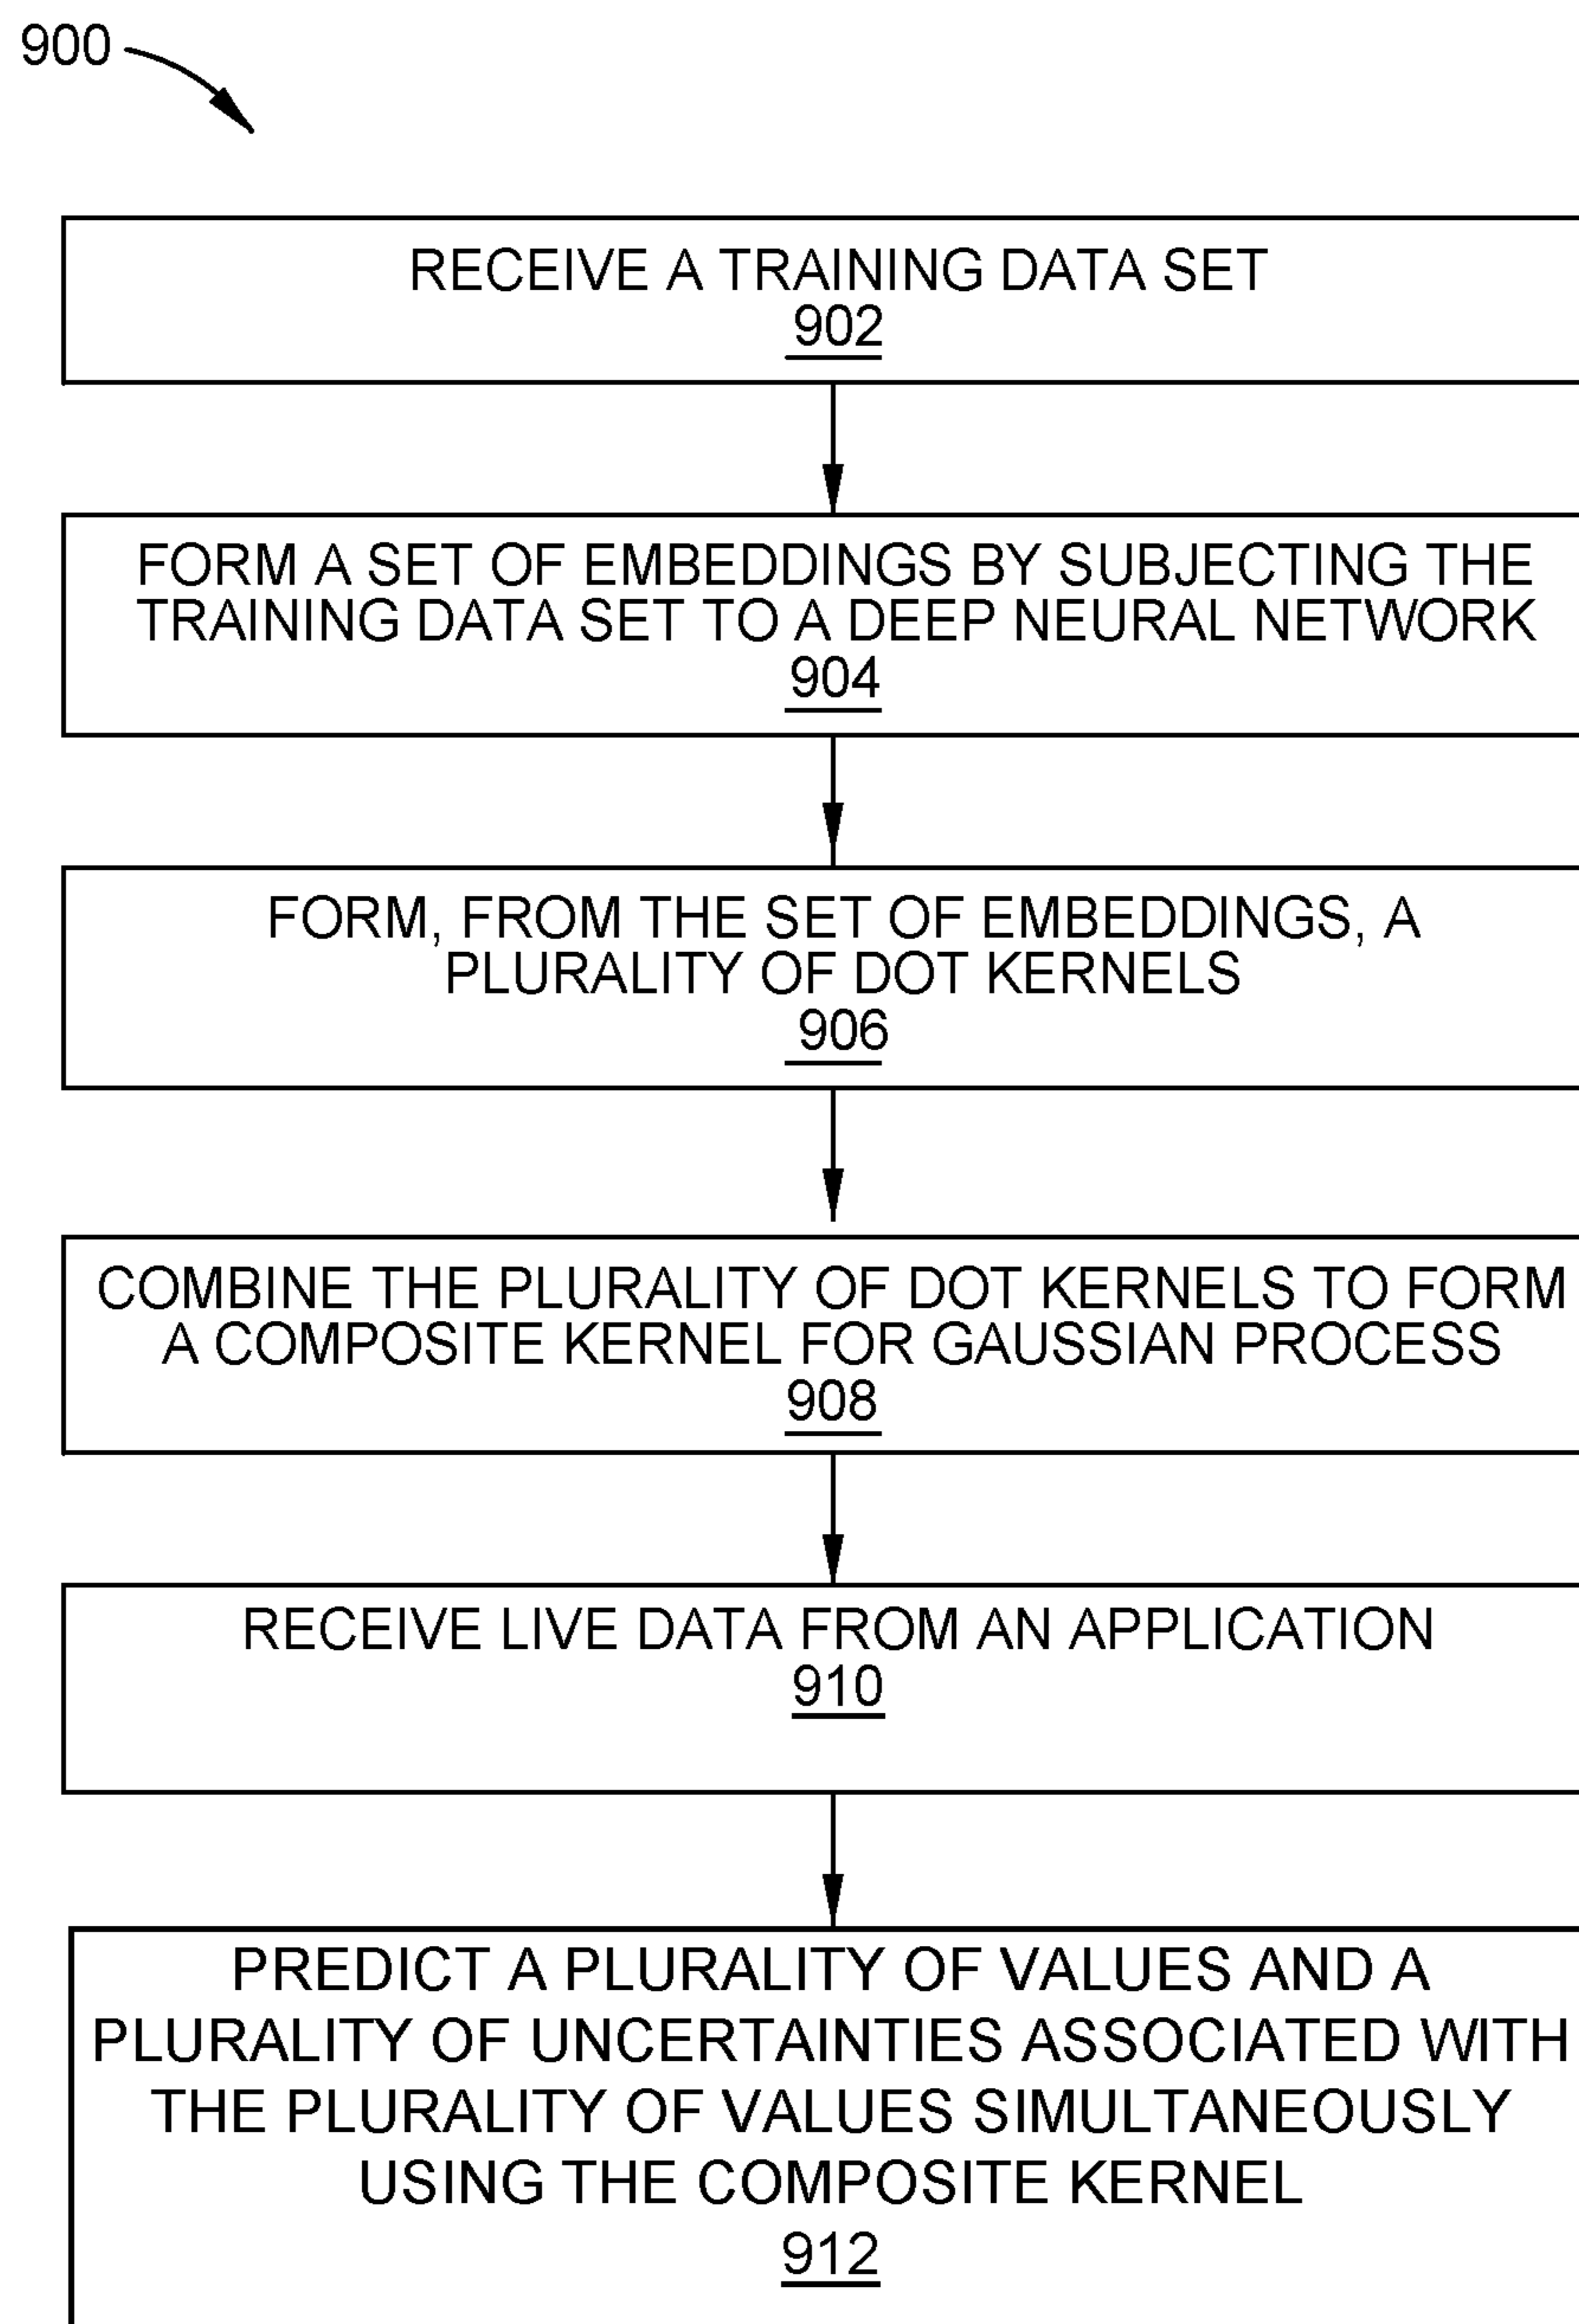 900
RECEIVE A TRAINING DATA SET
902
FORM A SET OF EMBEDDINGS BY SUBJECTING THE
TRAINING DATA SET TO A DEEP NEURAL NETWORK
904
FORM, FROM THE SET OF EMBEDDINGS, A
PLURALITY OF DOT KERNELS
906
COMBINE THE PLURALITY OF DOT KERNELS TO FORM
A COMPOSITE KERNEL FOR GAUSSIAN PROCESS
908
RECEIVE LIVE DATA FROM AN APPLICATION
910
PREDICT A PLURALITY OF VALUES AND A
PLURALITY OF UNCERTAINTIES ASSOCIATED WITH
THE PLURALITY OF VALUES SIMULTANEOUSLY
USING THE COMPOSITE KERNEL
912